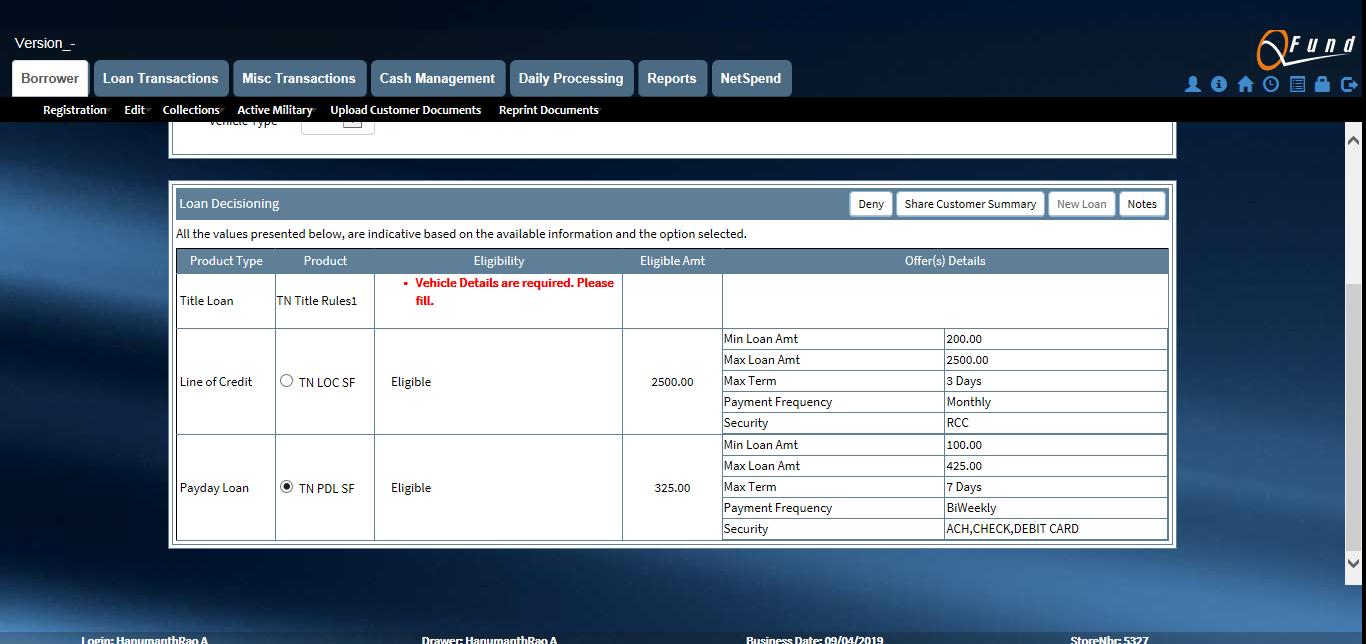 Version_-
QFund
Borrower Loan Transactions Misc Transactions Cash Management Daily Processing Reports NetSpend
Registration Edit Collections Active Military Upload Customer Documents Reprint Documents
Vehicle Type
Loan Decisioning Deny Share Customer Summary New Loan Notes
All the values presented below, are indicative based on the available information and the option selected.
Product Type Product Eligibility Eligible Amt Offer(s) Details
Title Loan TN Title Rules1 • Vehicle Details are required. Please
fill.
Min Loan Amt 200.00
Max Loan Amt 2500.00
Line of Credit TN LOC SF Eligible 2500.00 Max Term 3 Days
Payment Frequency Monthly
Security RCC
Min Loan Amt 100.00
Max Loan Amt 425.00
Payday Loan TN PDL SF Eligible 325.00 Max Term 7 Days
Payment Frequency BiWeekly
Security ACH,CHECK,DEBIT CARD
Login: HanumanthRao A Drawer: HanumanthRao A Business Date: 09/04/2019 StoreNbr: 5327